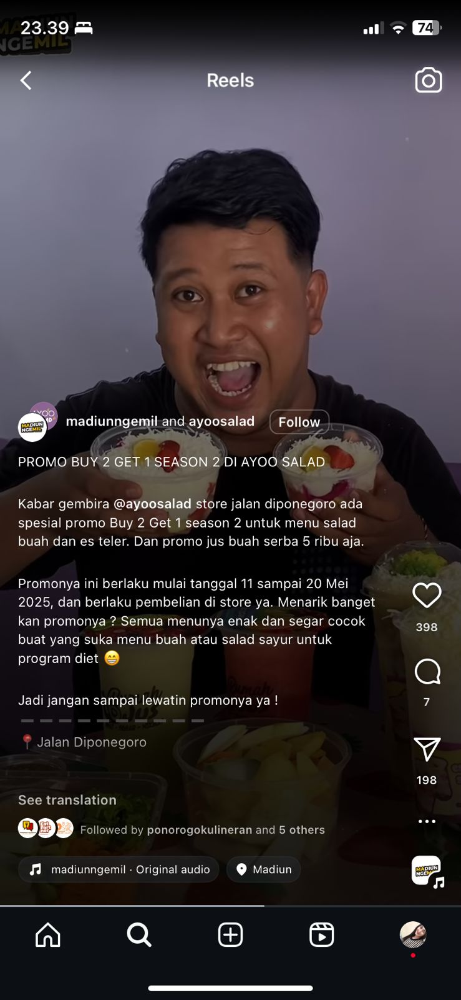 MADIUN
NGEMIL
23.39
74
Reels
madiunngemil and ayoosalad
Follow
PROMO BUY 2 GET 1 SEASON 2 DI AYOO SALAD
Kabar gembira @ayoosalad store jalan diponegoro ada
spesial promo Buy 2 Get 1 season 2 untuk menu salad
buah dan es teler. Dan promo jus buah serba 5 ribu aja.
Promonya ini berlaku mulai tanggal 11 sampai 20 Mei
2025, dan berlaku pembelian di store ya. Menarik banget
kan promonya ? Semua menunya enak dan segar cocok
buat yang suka menu buah atau salad sayur untuk
program diet 😁
Jadi jangan sampai lewatin promonya ya !
📍 Jalan Diponegoro
398
7
198
See translation
Followed by ponorogokulineran and 5 others
madiunngemil · Original audio
Madiun
MADIUN
NGEMIL